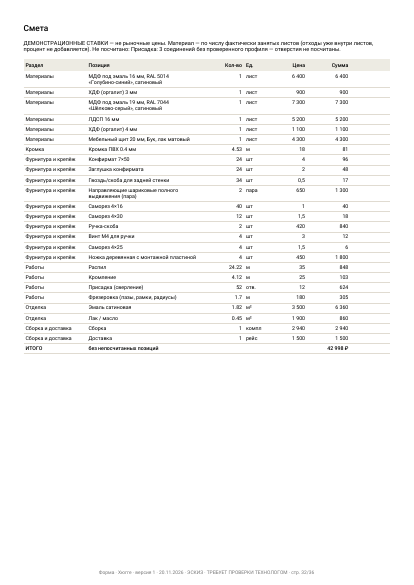 Смета
ДЕМОНСТРАЦИОННЫЕ СТАВКИ — не рыночные цены. Материал — по числу фактически занятых листов (отходы уже внутри листов,
процент не добавляется). Не посчитано: Присадка: 3 соединений без проверенного профиля — отверстия не посчитаны.
Раздел Позиция Кол-во Ед. Цена Сумма
Материалы МДФ под эмаль 16 мм, RAL 5014 1 лист 6 400 6 400
«Голубино-синий», сатиновый
Материалы ХДФ (оргалит) 3 мм 1 лист 900 900
Материалы МДФ под эмаль 19 мм, RAL 7044 1 лист 7 300 7 300
«Шёлково-серый», сатиновый
Материалы ЛДСП 16 мм 1 лист 5 200 5 200
Материалы ХДФ (оргалит) 4 мм 1 лист 1 100 1 100
Материалы Мебельный щит 20 мм, Бук, лак матовый 1 лист 4 300 4 300
Кромка Кромка ПВХ 0.4 мм 4.53 м 18 81
Фурнитура и крепёж Конфирмат 7×50 24 шт 4 96
Фурнитура и крепёж Заглушка конфирмата 24 шт 2 48
Фурнитура и крепёж Гвоздь/скоба для задней стенки 34 шт 0,5 17
Фурнитура и крепёж Направляющие шариковые полного 2 пара 650 1 300
выдвижения (пара)
Фурнитура и крепёж Саморез 4×16 40 шт 1 40
Фурнитура и крепёж Саморез 4×30 12 шт 1,5 18
Фурнитура и крепёж Ручка-скоба 2 шт 420 840
Фурнитура и крепёж Винт М4 для ручки 4 шт 3 12
Фурнитура и крепёж Саморез 4×25 4 шт 1,5 6
Фурнитура и крепёж Ножка деревянная с монтажной пластиной 4 шт 450 1 800
Работы Распил 24.22 м 35 848
Работы Кромление 4.12 м 25 103
Работы Присадка (сверление) 52 отв. 12 624
Работы Фрезеровка (пазы, рамки, радиусы) 1.7 м 180 305
Отделка Эмаль сатиновая 1.82 м² 3 500 6 360
Отделка Лак / масло 0.45 м² 1 900 860
Сборка и доставка Сборка 1 компл 2 940 2 940
Сборка и доставка Доставка 1 рейс 1 500 1 500
ИТОГО без непосчитанных позиций 42 998 ₽